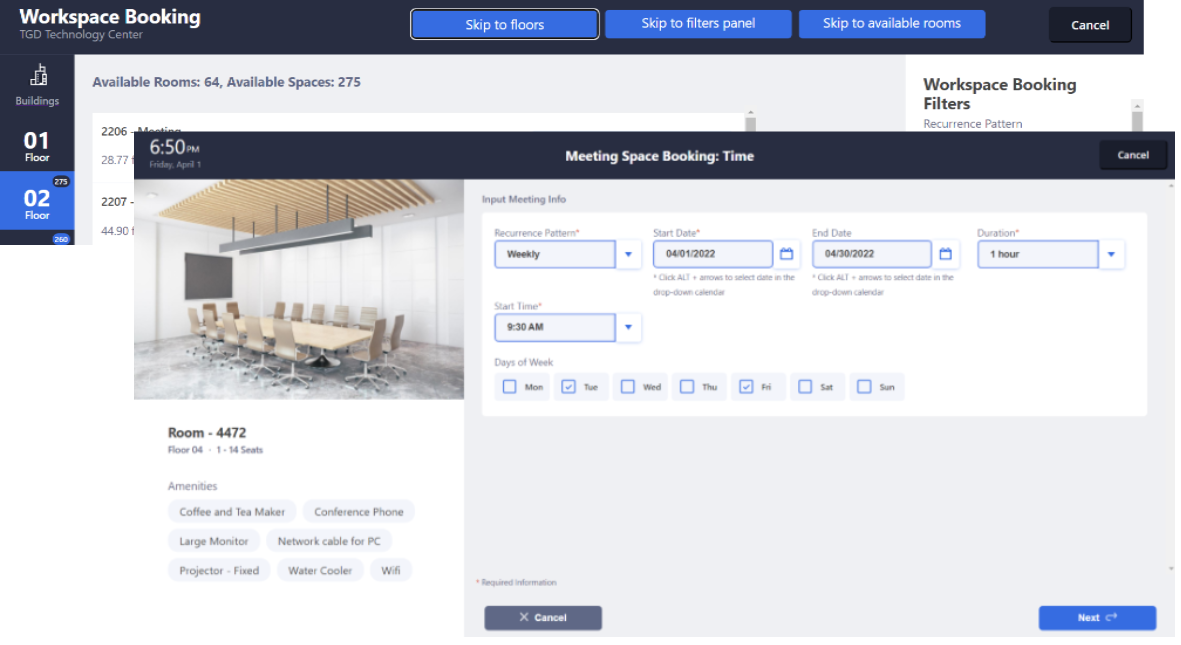 Workspace Booking
TGD Technology Center
Skip to floors
Skip to filters panel
Skip to available rooms
Cancel
Buildings
01
Floor
275
02
Floor
260
Available Rooms: 64, Available Spaces: 275
2206 - Meeting
28.77 f
2207 -
44.90 f
Workspace Booking
Filters
Recurrence Pattern
6:50 PM
Friday, April 1
Meeting Space Booking: Time
Cancel
Room - 4472
Floor 04 · 1 - 14 Seats
Amenities
Coffee and Tea Maker
Conference Phone
Large Monitor
Network cable for PC
Projector - Fixed
Water Cooler
Wifi
Input Meeting Info
Recurrence Pattern*
Weekly
Start Date*
04/01/2022
* Click ALT + arrows to select date in the
drop-down calendar
End Date
04/30/2022
* Click ALT + arrows to select date in the
drop-down calendar
Duration*
1 hour
Start Time*
9:30 AM
Days of Week
Mon
Tue
Wed
Thu
Fri
Sat
Sun
* Required Information
Cancel
Next